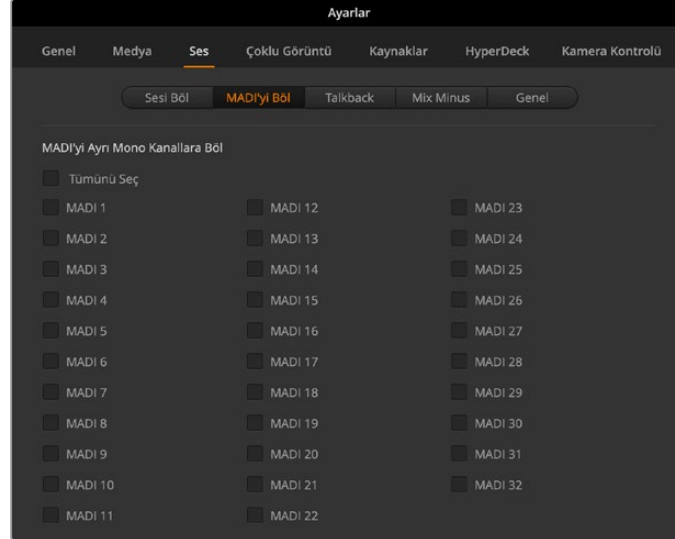 Ayarlar
Genel Medya Ses Çoklu Görüntü Kaynaklar HyperDeck Kamera Kontrolü
Sesi Böl MADI'yi Böl Talkback Mix Minus Genel
MADI'yi Ayrı Mono Kanallara Böl
Tümünü Seç
MADI 1 MADI 12 MADI 23
MADI 2 MADI 13 MADI 24
MADI 3 MADI 14 MADI 25
MADI 4 MADI 15 MADI 26
MADI 5 MADI 16 MADI 27
MADI 6 MADI 17 MADI 28
MADI 7 MADI 18 MADI 29
MADI 8 MADI 19 MADI 30
MADI 9 MADI 20 MADI 31
MADI 10 MADI 21 MADI 32
MADI 11 MADI 22